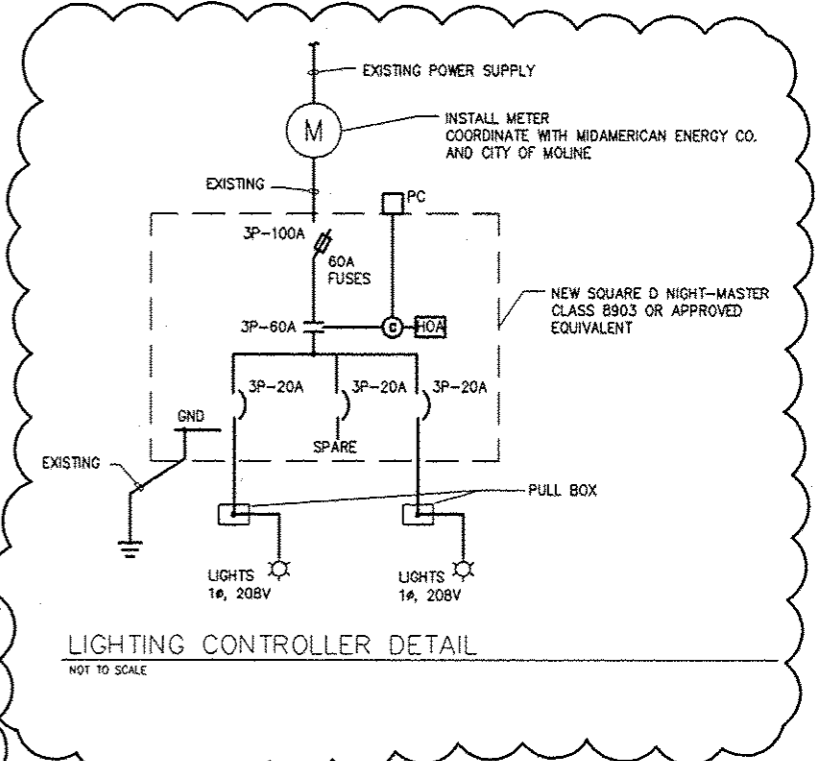 EXISTING POWER SUPPLY
M
INSTALL METER
COORDINATE WITH MIDAMERICAN ENERGY CO.
AND CITY OF MOLINE
EXISTING
PC
3P-100A
60A
FUSES
NEW SQUARE D NIGHT-MASTER
CLASS 8903 OR APPROVED
EQUIVALENT
3P-60A
C
HOA
3P-20A
3P-20A
3P-20A
GND
SPARE
EXISTING
PULL BOX
LIGHTS
1ø, 208V
LIGHTS
1ø, 208V
LIGHTING CONTROLLER DETAIL
NOT TO SCALE